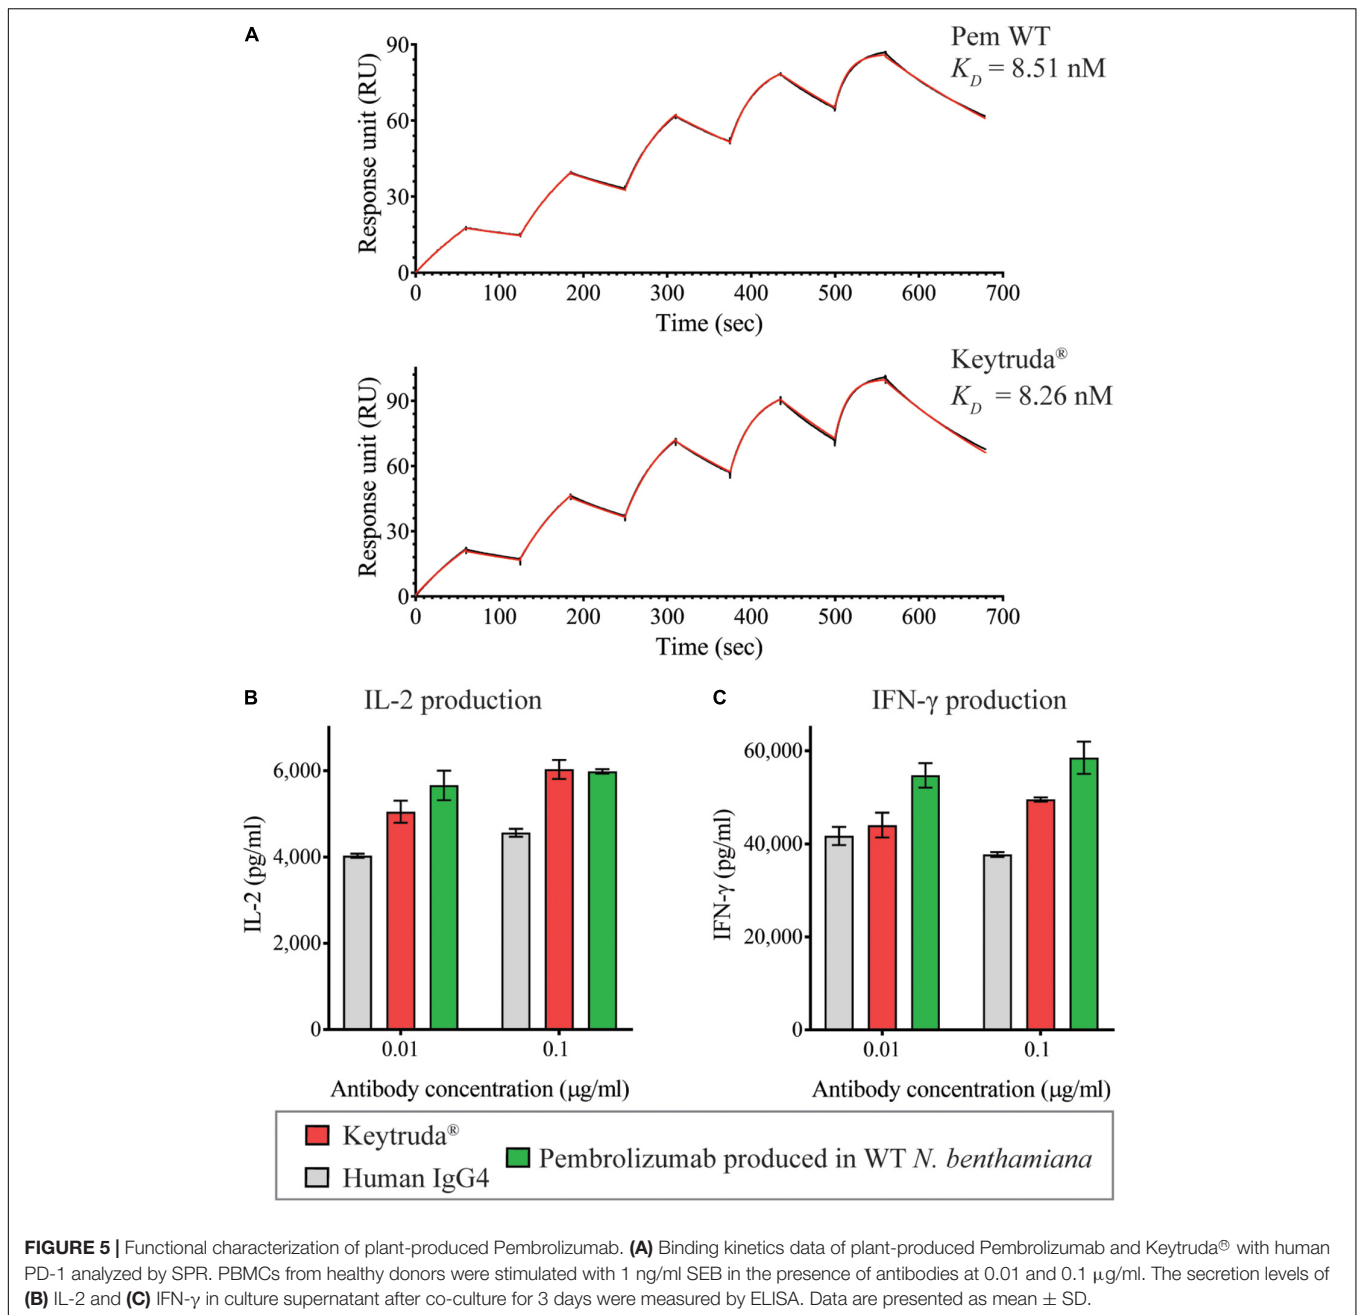 A
Pem WT
K_D = 8.51 nM
Response unit (RU)
90
60
30
0
0 100 200 300 400 500 600 700
Time (sec)
Keytruda®
K_D = 8.26 nM
Response unit (RU)
90
60
30
0
0 100 200 300 400 500 600 700
Time (sec)
B
IL-2 production
IL-2 (pg/ml)
6,000
4,000
2,000
0
0.01 0.1
Antibody concentration (μg/ml)
C
IFN-γ production
IFN-γ (pg/ml)
60,000
40,000
20,000
0
0.01 0.1
Antibody concentration (μg/ml)
Keytruda®
Human IgG4
Pembrolizumab produced in WT N. benthamiana
FIGURE 5 | Functional characterization of plant-produced Pembrolizumab. (A) Binding kinetics data of plant-produced Pembrolizumab and Keytruda® with human
PD-1 analyzed by SPR. PBMCs from healthy donors were stimulated with 1 ng/ml SEB in the presence of antibodies at 0.01 and 0.1 μg/ml. The secretion levels of
(B) IL-2 and (C) IFN-γ in culture supernatant after co-culture for 3 days were measured by ELISA. Data are presented as mean ± SD.